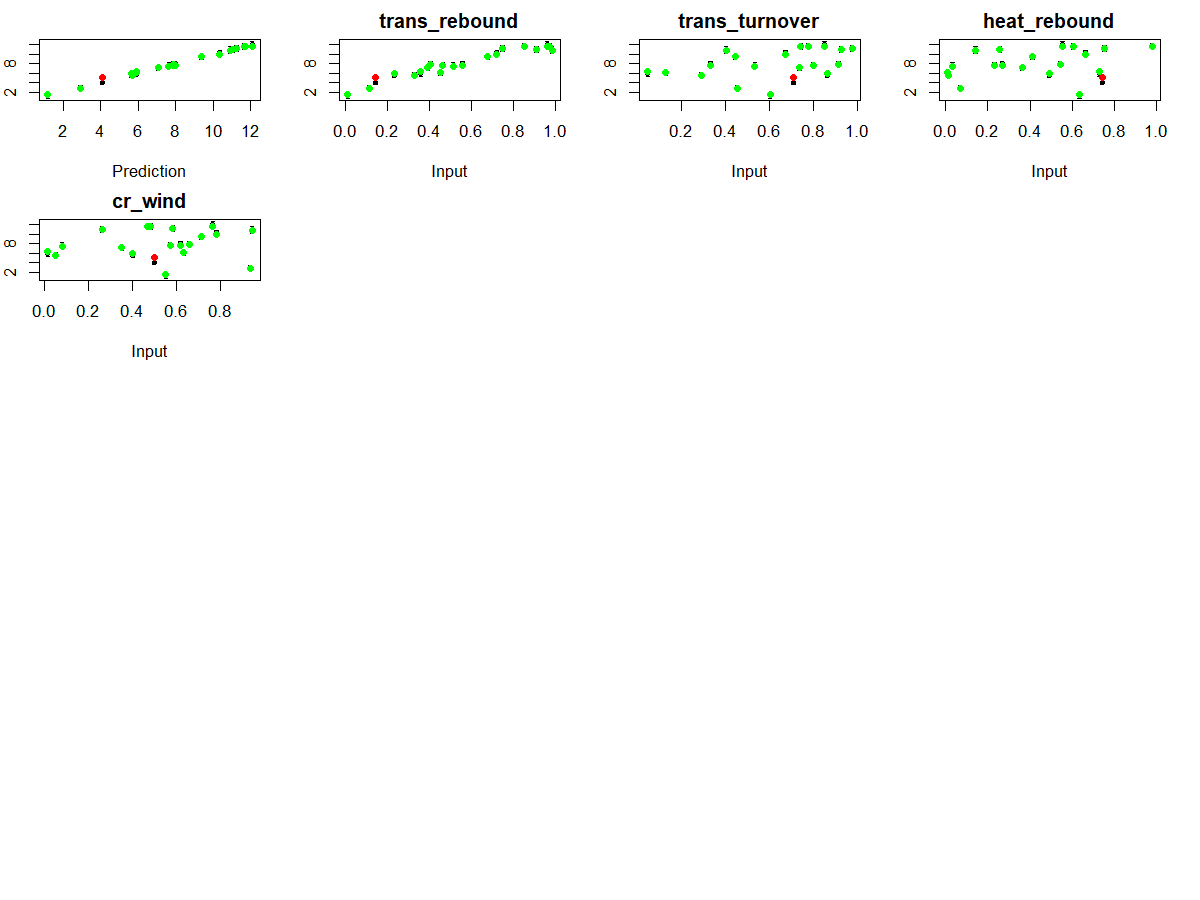 trans_rebound trans_turnover heat_rebound
8 8 8 8
2 2 2 2
2 4 6 8 10 12 0.0 0.2 0.4 0.6 0.8 1.0 0.2 0.4 0.6 0.8 1.0 0.0 0.2 0.4 0.6 0.8 1.0
Prediction Input Input Input
cr_wind
8
2
0.0 0.2 0.4 0.6 0.8
Input